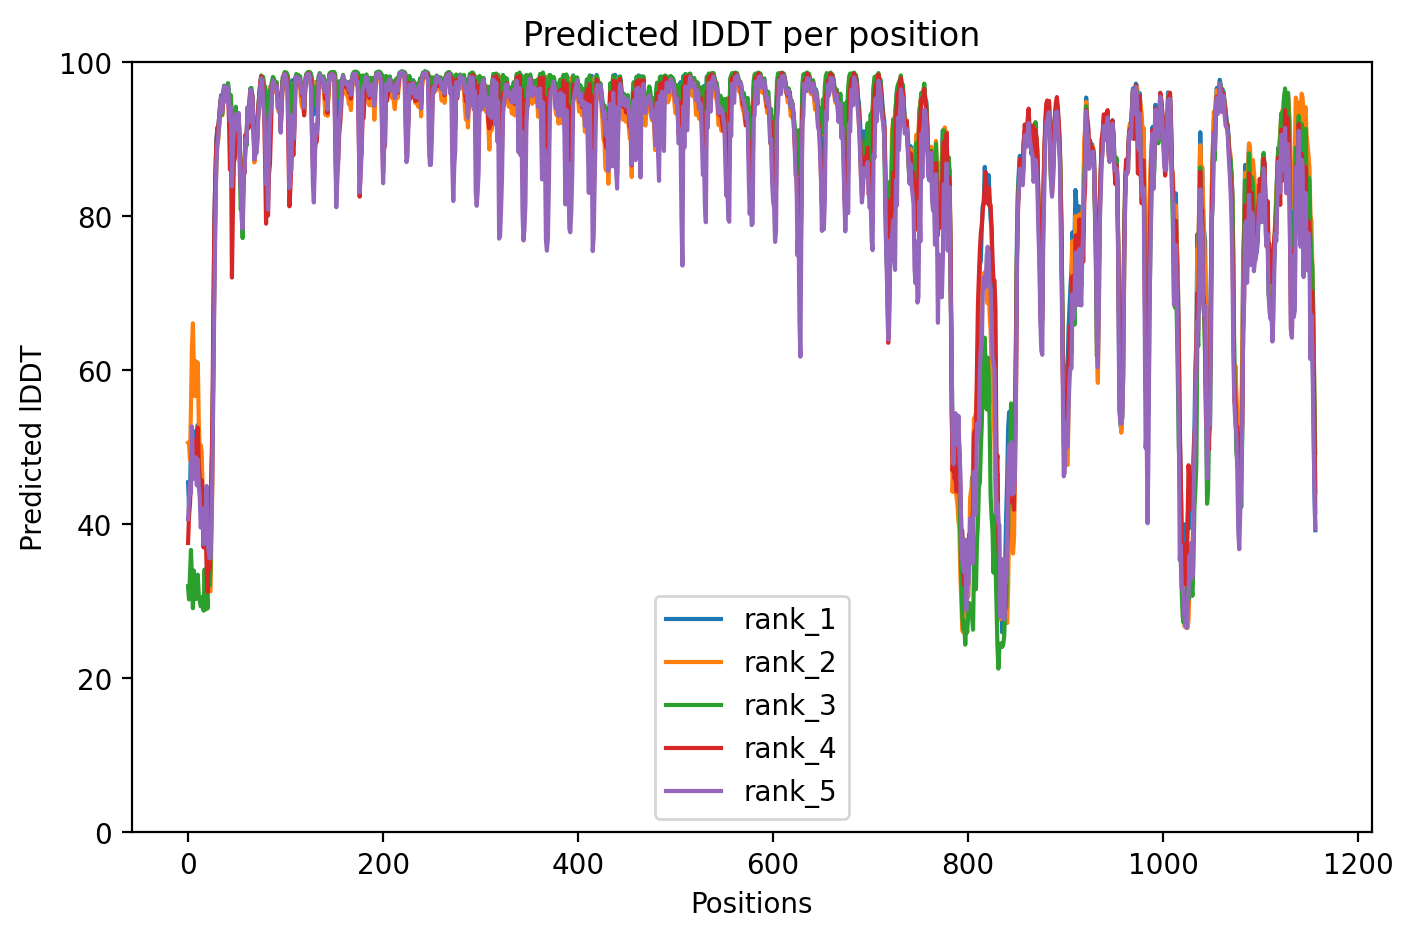 Predicted lDDT per position
100
80
60
40
20
0
Predicted lDDT
0 200 400 600 800 1000 1200
Positions
rank_1
rank_2
rank_3
rank_4
rank_5